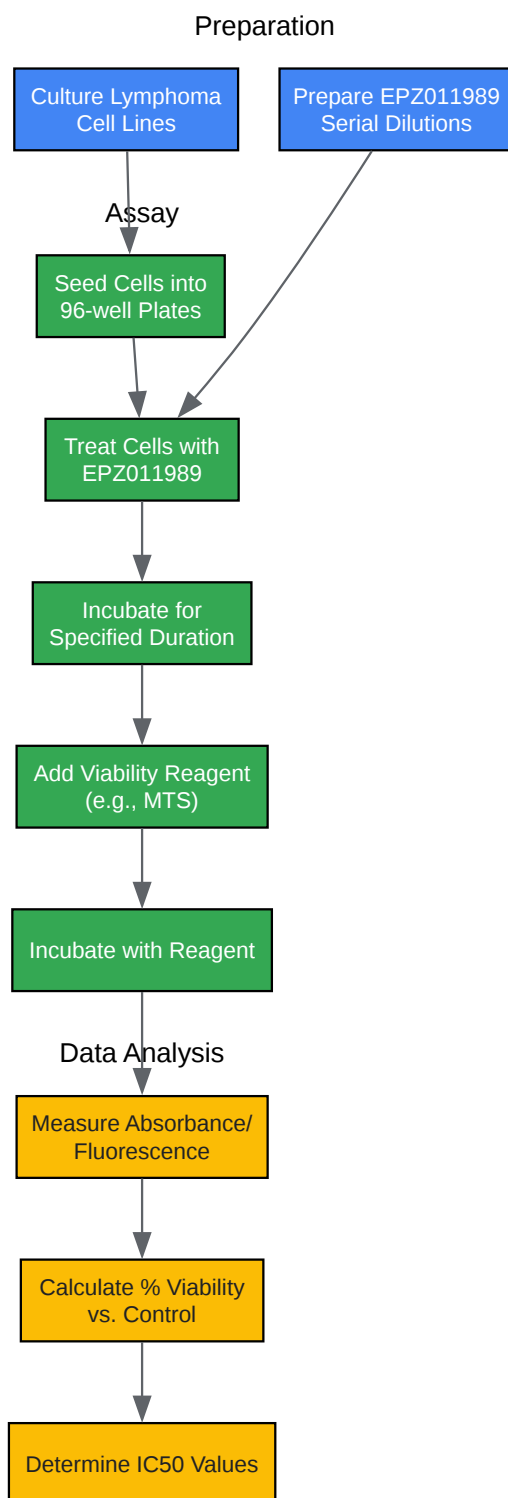 Preparation
Culture Lymphoma
Cell Lines
Prepare EPZ011989
Serial Dilutions
Assay
Seed Cells into
96-well Plates
Treat Cells with
EPZ011989
Incubate for
Specified Duration
Add Viability Reagent
(e.g., MTS)
Incubate with Reagent
Data Analysis
Measure Absorbance/
Fluorescence
Calculate % Viability
vs. Control
Determine IC50 Values